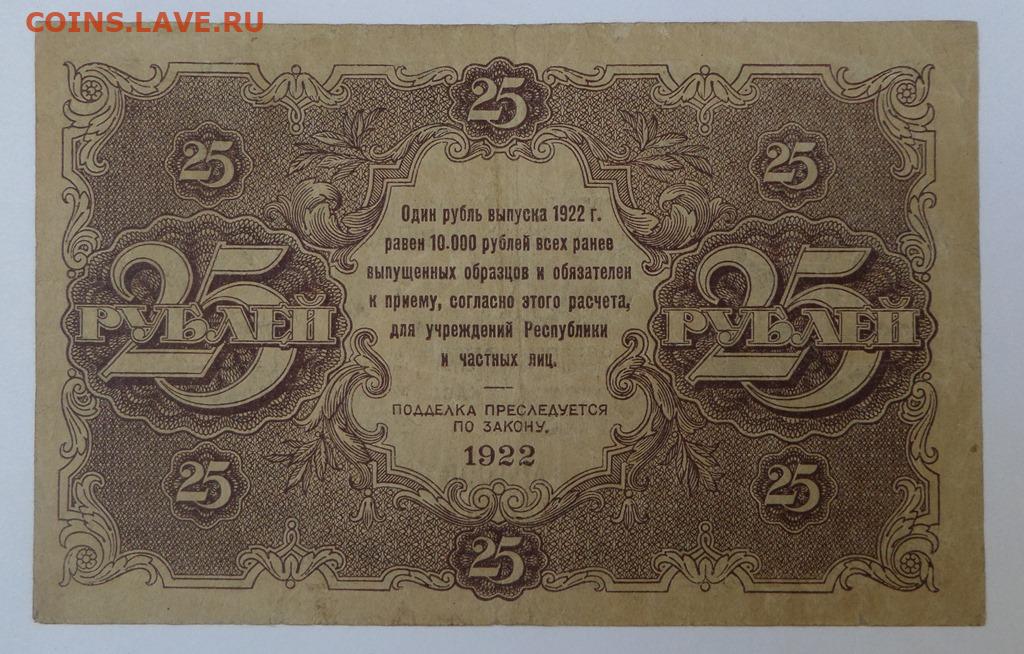 COINS.LAVE.RU
25
25 25
Один рубль выпуска 1922 г.
равен 10.000 рублей всех ранее
выпущенных образцов и обязателен
к приему, согласно этого расчета,
для учреждений Республики
и частных лиц.
25 РУБЛЕЙ
25 РУБЛЕЙ
ПОДДЕЛКА ПРЕСЛЕДУЕТСЯ
ПО ЗАКОНУ.
1922
25 25
25